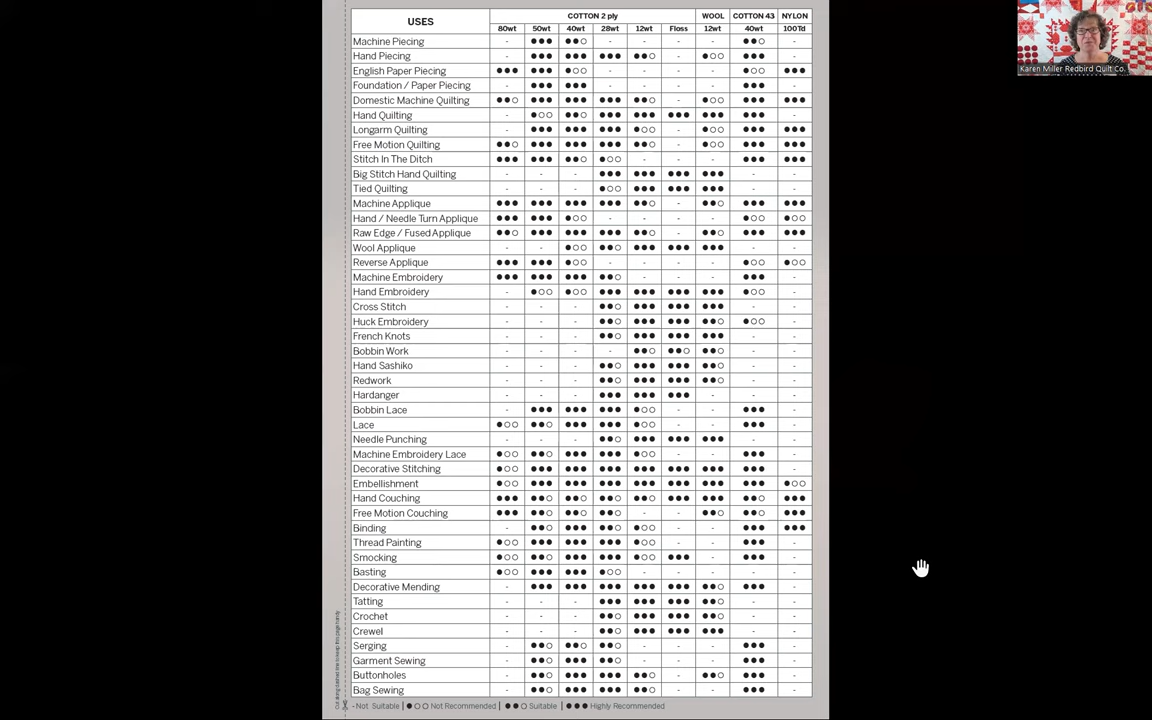 USES COTTON 2 ply WOOL COTTON 43 NYLON
80wt 50wt 40wt 28wt 12wt Floss 12wt 40wt 100Td
Machine Piecing - ●●● ●●○ - - - - ●●○ -
Hand Piecing - ●●● ●●● ●●● ●●○ - ●○○ ●●● -
English Paper Piecing ●●● ●●● ●○○ - - - - ●○○ ●●●
Foundation / Paper Piecing - ●●● ●●● - - - - ●●● -
Domestic Machine Quilting ●●○ ●●● ●●● ●●● ●●○ - ●○○ ●●● ●●●
Hand Quilting - ●○○ ●●○ ●●● ●●● ●●● ●●● ●●● -
Longarm Quilting - ●●● ●●● ●●● ●○○ - ●○○ ●●● ●●●
Free Motion Quilting ●●○ ●●● ●●● ●●● ●●○ - ●○○ ●●● ●●●
Stitch In The Ditch ●●● ●●● ●●○ ●○○ - - - ●●● ●●●
Big Stitch Hand Quilting - - - ●●● ●●● ●●● ●●● - -
Tied Quilting - - - ●○○ ●●● ●●● ●●● - -
Machine Applique ●●● ●●● ●●● ●●● ●●○ - ●●○ ●●● ●●●
Hand / Needle Turn Applique ●●● ●●● ●○○ - - - - ●○○ ●○○
Raw Edge / Fused Applique ●●○ ●●● ●●● ●●● ●●○ - ●●○ ●●● ●●●
Wool Applique - - ●○○ ●●○ ●●● ●●● ●●● - -
Reverse Applique ●●● ●●● ●○○ - - - - ●○○ ●○○
Machine Embroidery ●●● ●●● ●●● ●●○ - - - ●●● -
Hand Embroidery - ●○○ ●○○ ●●● ●●● ●●● ●●● ●○○ -
Cross Stitch - - - ●●○ ●●● ●●● ●●● - -
Huck Embroidery - - - ●●○ ●●● ●●● ●●○ ●○○ -
French Knots - - - ●●○ ●●● ●●● ●●● - -
Bobbin Work - - - - ●●○ ●●○ ●●○ - -
Hand Sashiko - - - ●●○ ●●● ●●● ●●○ - -
Redwork - - - ●●○ ●●● ●●● ●●○ - -
Hardanger - - - ●●● ●●● ●●● - - -
Bobbin Lace - ●●● ●●● ●●● ●○○ - - ●●● -
Lace ●○○ ●●○ ●●● ●●● ●○○ - - ●●● -
Needle Punching - - - ●●○ ●●● ●●● ●●● - -
Machine Embroidery Lace ●○○ ●●○ ●●● ●●● ●○○ - - ●●● -
Decorative Stitching ●○○ ●●● ●●● ●●● ●●● ●●● ●●● ●●● -
Embellishment ●○○ ●●● ●●● ●●● ●●● ●●● ●●● ●●● ●○○
Hand Couching ●●● ●●○ ●●○ ●●○ ●●○ ●●● ●●● ●●○ ●●●
Free Motion Couching ●●● ●●○ ●●○ ●●○ - - ●●○ ●●○ ●●●
Binding - ●●○ ●●● ●●○ ●○○ - - ●●● ●●●
Thread Painting ●○○ ●●● ●●● ●●● ●○○ - - ●●● -
Smocking ●○○ ●●○ ●●● ●●● ●○○ ●●● - ●●● -
Basting ●○○ ●●● ●●● ●○○ - - - - -
Decorative Mending - ●●● ●●● ●●● ●●● ●●● ●●○ ●●● -
Tatting - - - ●●● ●●● ●●● ●●○ - -
Crochet - - - ●●○ ●●● ●●● ●●○ - -
Crewel - - - ●●○ ●●● ●●● ●●● - -
Serging - ●●○ ●●○ ●●○ - - - ●●● -
Garment Sewing - ●●○ ●●● ●●○ - - - ●●● -
Buttonholes - ●●○ ●●● ●●● ●●○ - ●●○ ●●● -
Bag Sewing - ●●○ ●●● ●●● ●●○ - - ●●● -
- Not Suitable | ●○○ Not Recommended | ●●○ Suitable | ●●● Highly Recommended
Karen Miller Redbird Quilt Co.